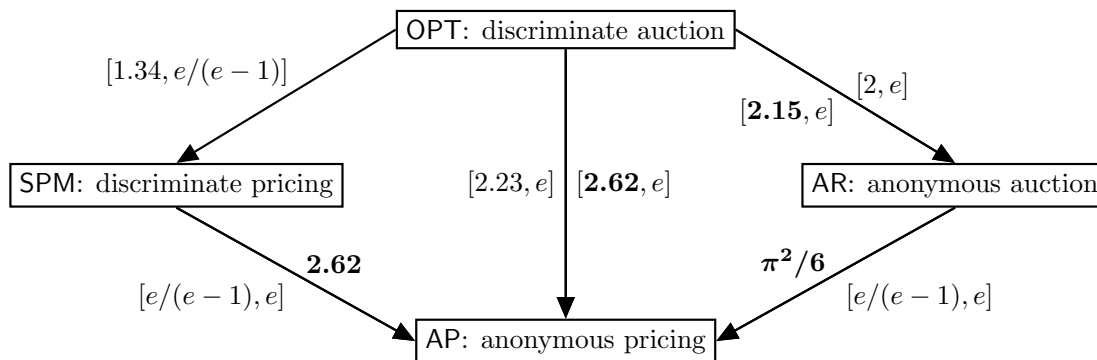 OPT: discriminate auction
[1.34, e/(e − 1)]
[2, e]
[2.15, e]
SPM: discriminate pricing
[2.23, e]
[2.62, e]
AR: anonymous auction
2.62
π²/6
[e/(e − 1), e]
[e/(e − 1), e]
AP: anonymous pricing